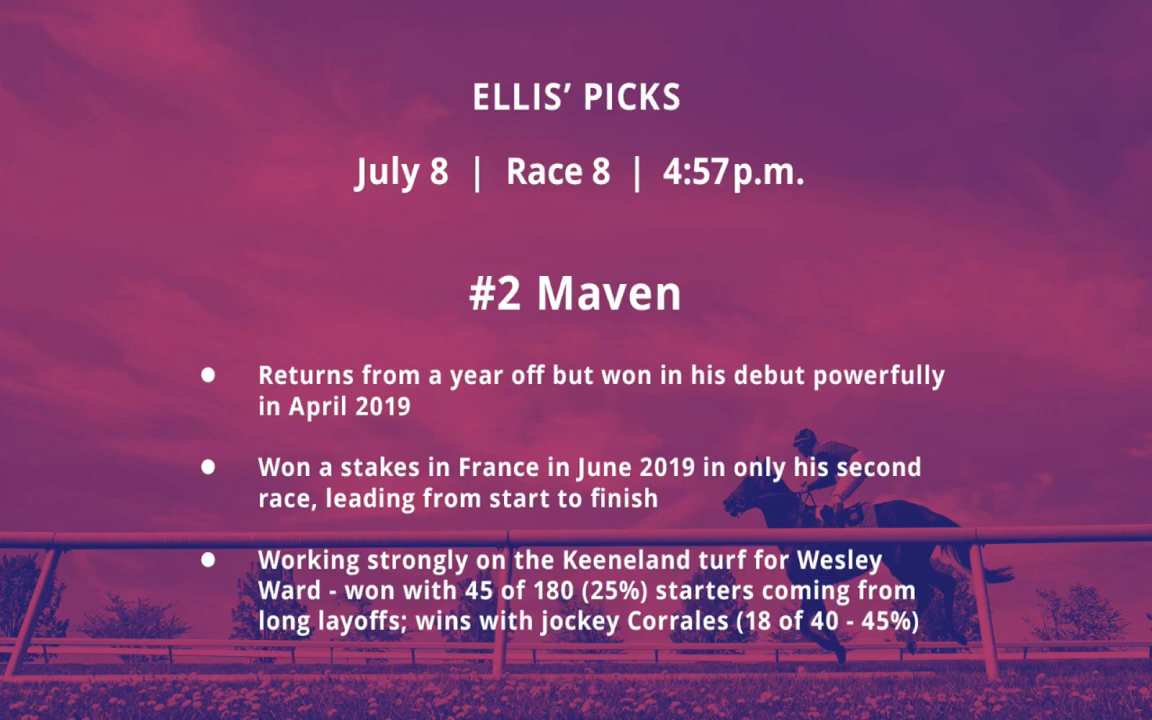 ELLIS’ PICKS
July 8 | Race 8 | 4:57p.m.
#2 Maven
● Returns from a year off but won in his debut powerfully
in April 2019
● Won a stakes in France in June 2019 in only his second
race, leading from start to finish
● Working strongly on the Keeneland turf for Wesley
Ward - won with 45 of 180 (25%) starters coming from
long layoffs; wins with jockey Corrales (18 of 40 - 45%)